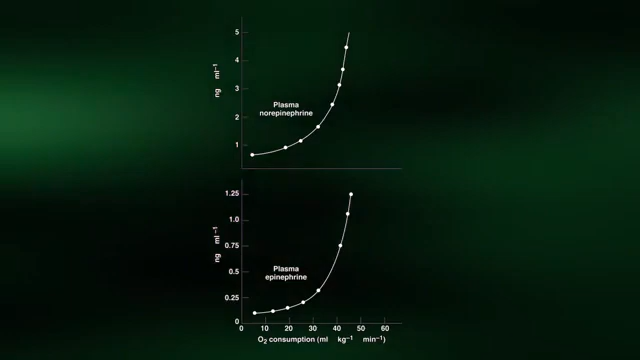 5
4
ng ml⁻¹
3
Plasma
norepinephrine
2
1
1.25
1.0
ng ml⁻¹
0.75
0.5
Plasma
epinephrine
0.25
0
0 10 20 30 40 50 60
O₂ consumption (ml kg⁻¹ min⁻¹)